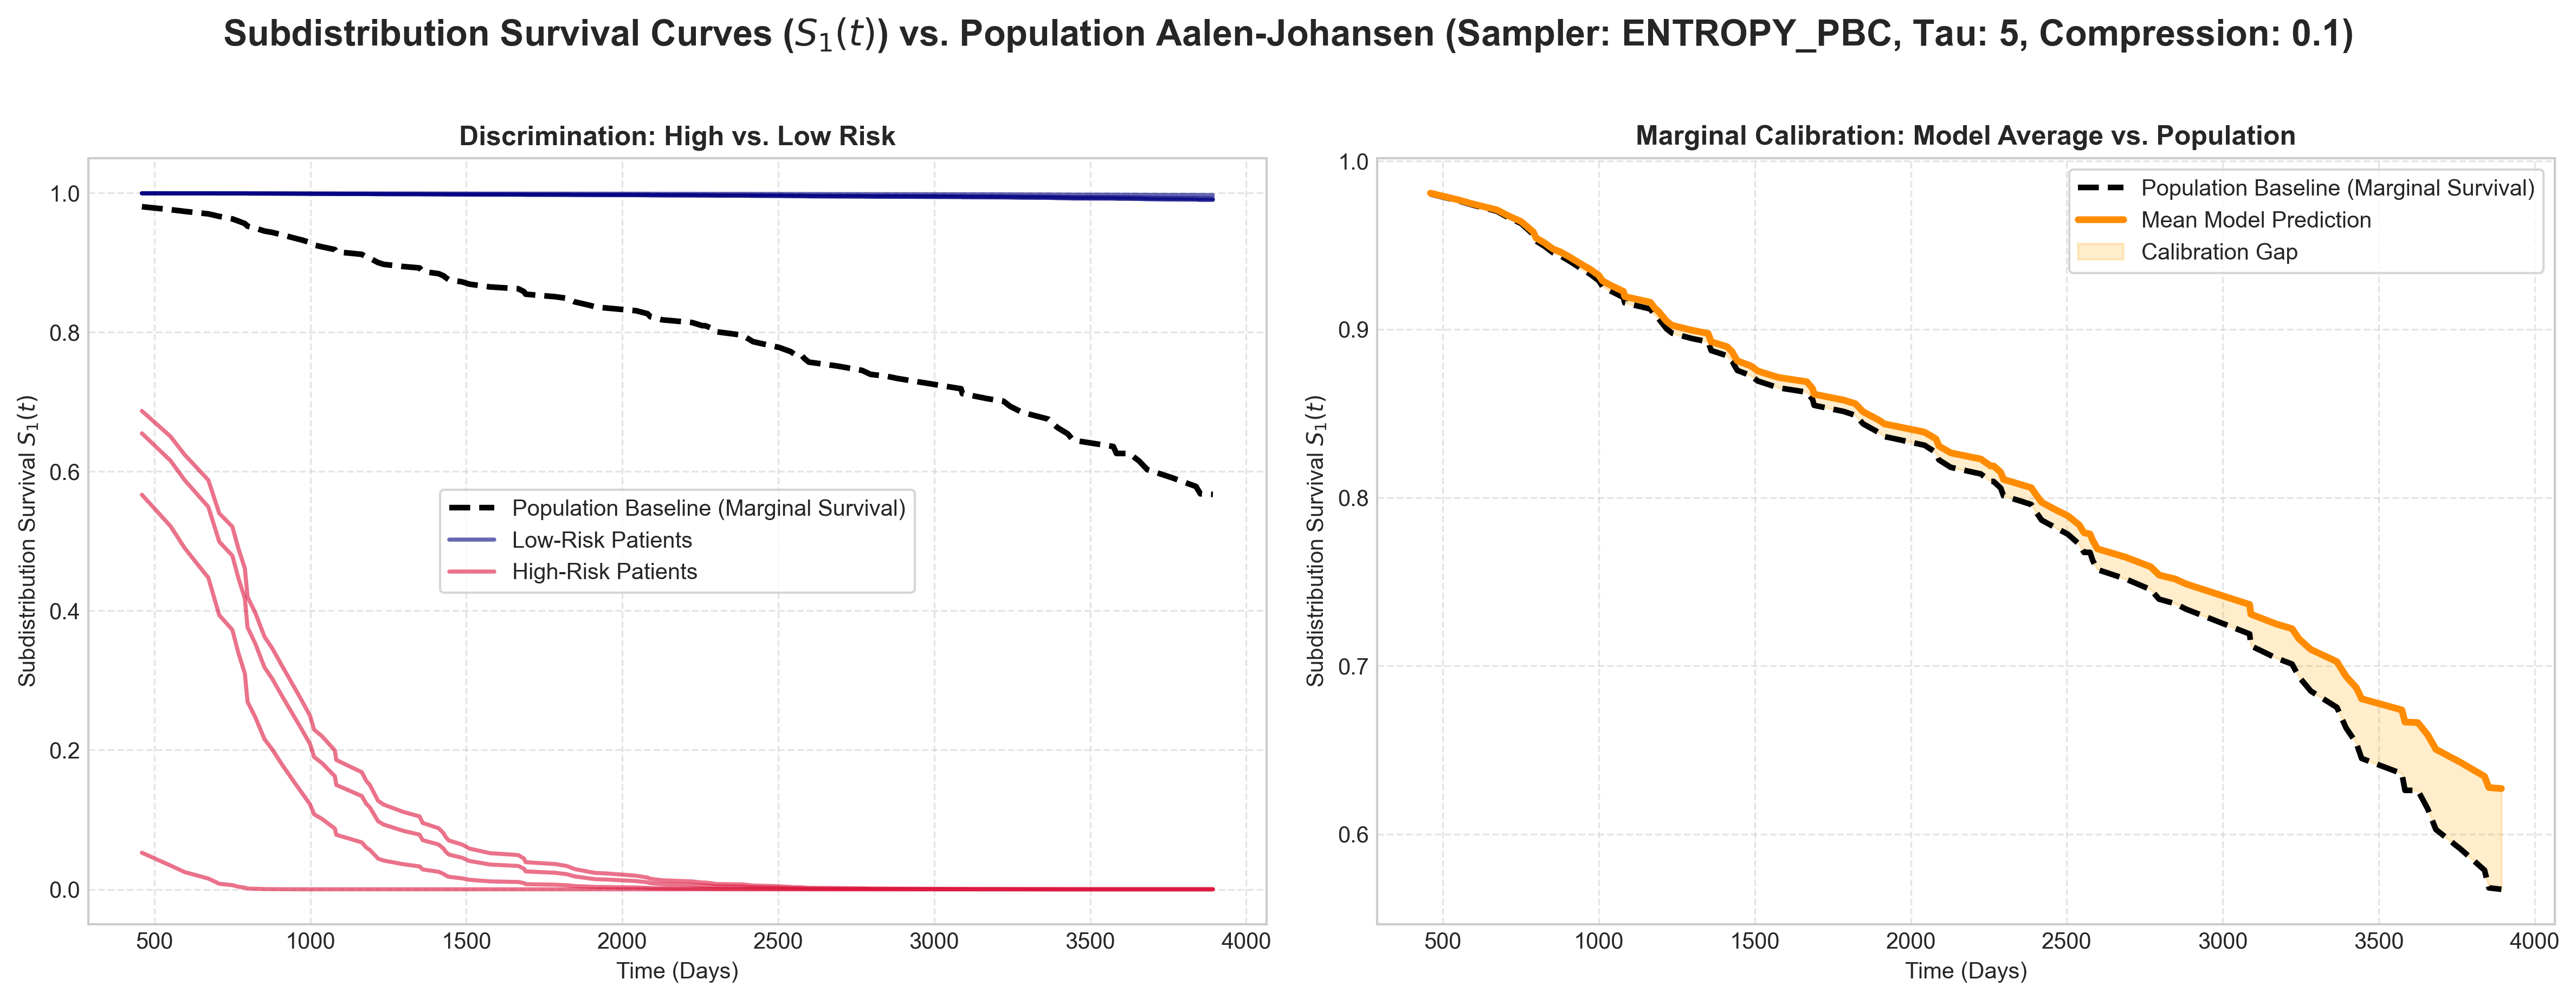 Subdistribution Survival Curves (S₁(t)) vs. Population Aalen-Johansen (Sampler: ENTROPY_PBC, Tau: 5, Compression: 0.1)
Discrimination: High vs. Low Risk
Subdistribution Survival S₁(t)
1.0
0.8
0.6
0.4
0.2
0.0
Population Baseline (Marginal Survival)
Low-Risk Patients
High-Risk Patients
500 1000 1500 2000 2500 3000 3500 4000
Time (Days)
Marginal Calibration: Model Average vs. Population
Subdistribution Survival S₁(t)
1.0
0.9
0.8
0.7
0.6
Population Baseline (Marginal Survival)
Mean Model Prediction
Calibration Gap
500 1000 1500 2000 2500 3000 3500 4000
Time (Days)